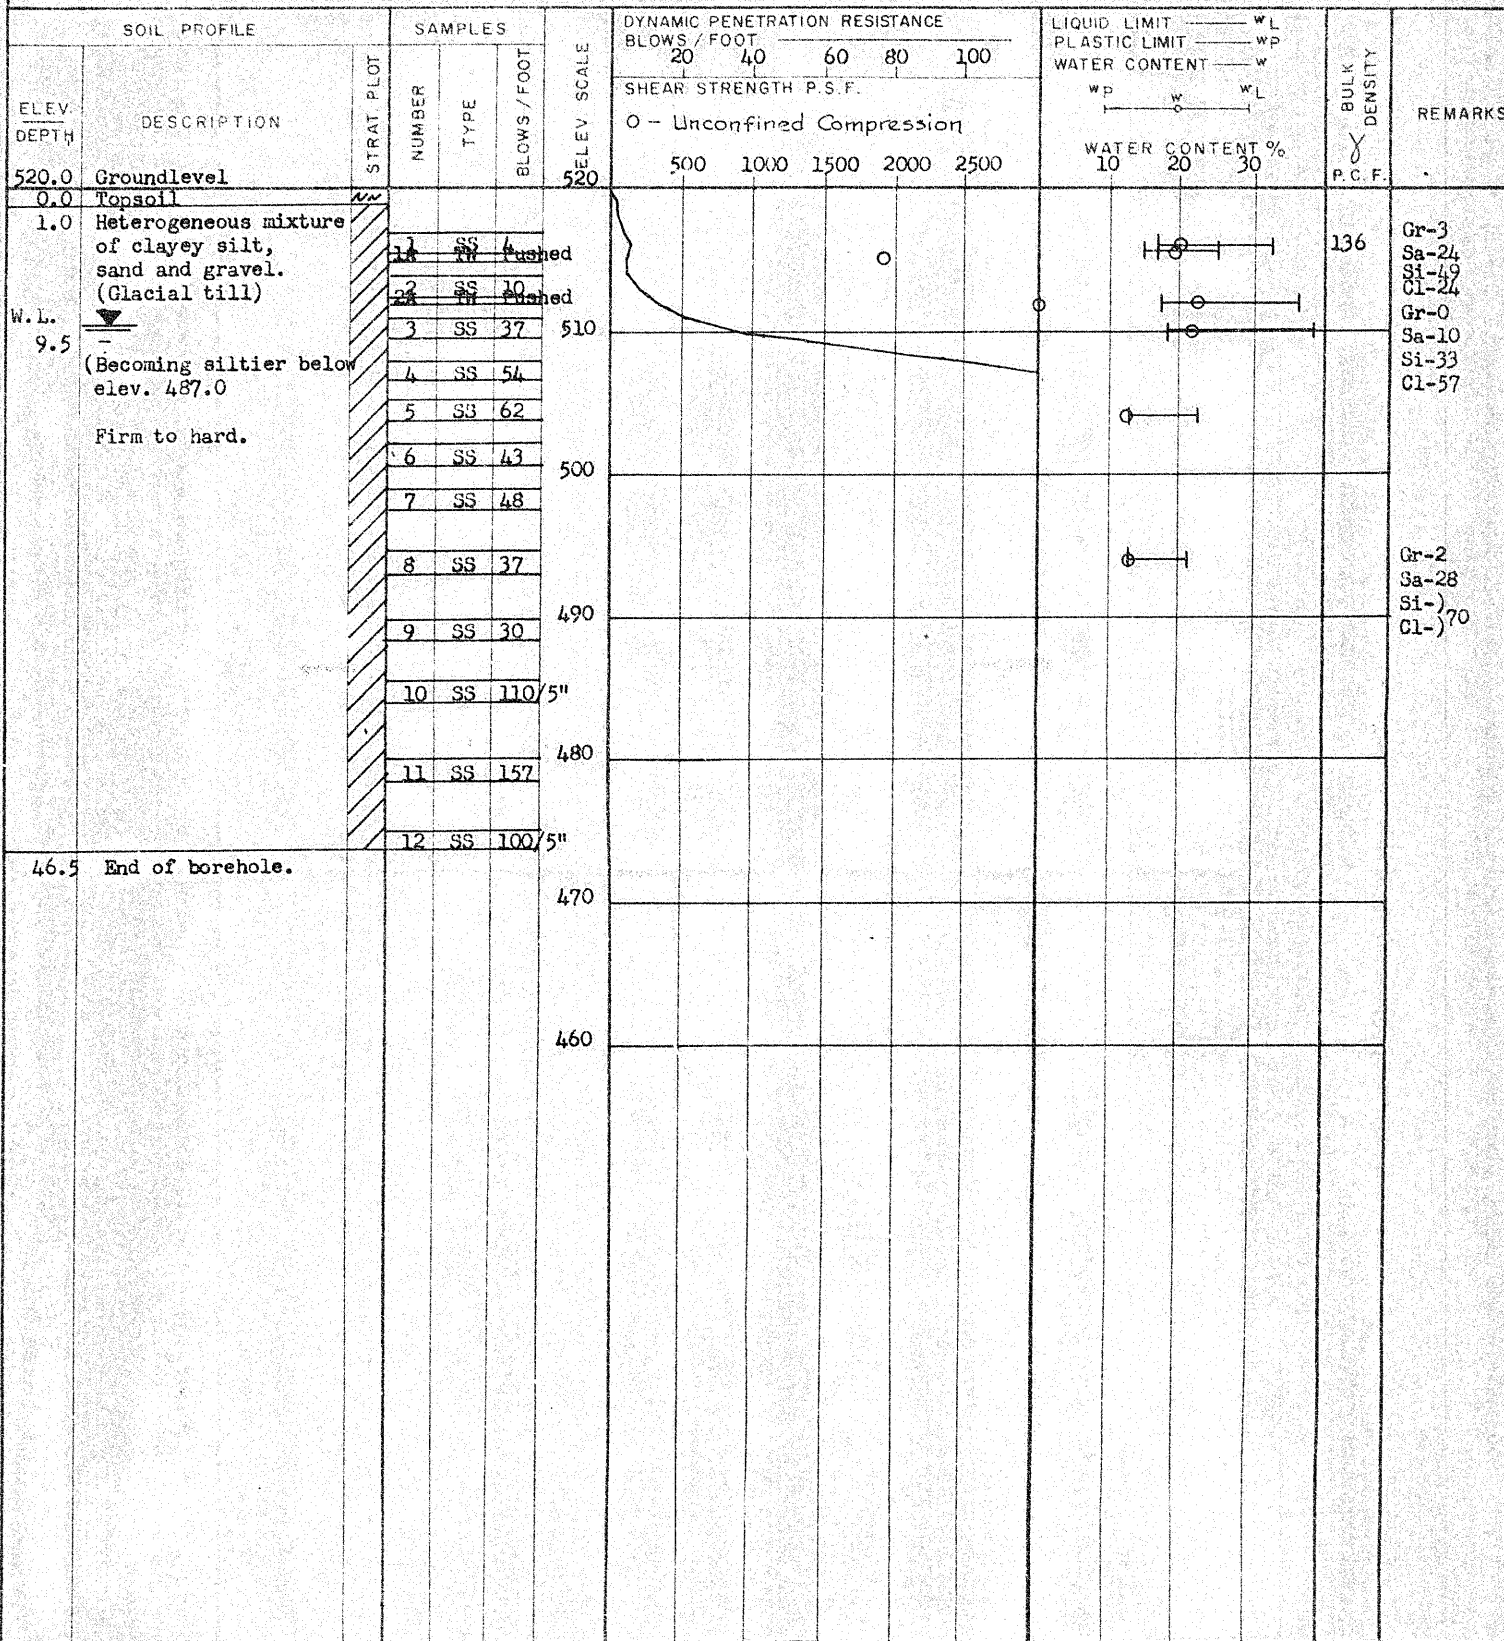 SOIL PROFILE
SAMPLES
ELEV.
DEPTH
DESCRIPTION
STRAT. PLOT
NUMBER
TYPE
BLOWS / FOOT
ELEV SCALE
DYNAMIC PENETRATION RESISTANCE
BLOWS / FOOT
20 40 60 80 100
SHEAR STRENGTH P.S.F.
O - Unconfined Compression
500 1000 1500 2000 2500
LIQUID LIMIT wL
PLASTIC LIMIT wP
WATER CONTENT w
wP w wL
WATER CONTENT %
10 20 30
BULK DENSITY
γ
P.C.F.
REMARKS
520.0 Groundlevel
520
0.0 Topsoil
1.0 Heterogeneous mixture
of clayey silt,
sand and gravel.
(Glacial till)
W.L.
9.5
(Becoming siltier below
elev. 487.0
Firm to hard.
46.5 End of borehole.
1 SS 4
1A TW Pushed
2 SS 10
2A TW Pushed
3 SS 37
4 SS 54
5 SS 62
6 SS 43
7 SS 48
8 SS 37
9 SS 30
10 SS 110/5"
11 SS 157
12 SS 100/5"
510
500
490
480
470
460
136
Gr-3
Sa-24
Si-49
Cl-24
Gr-0
Sa-10
Si-33
Cl-57
Gr-2
Sa-28
Si-)
70
Cl-)